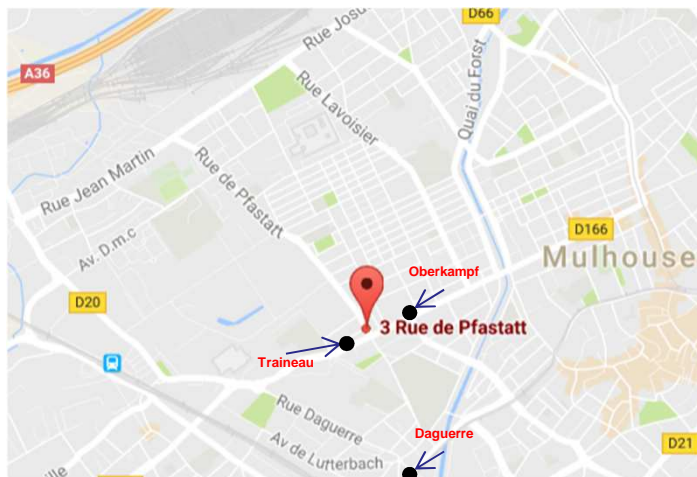 D66
A36
Rue Josu
Quai du Forst
Rue Lavoisier
Rue Jean Martin
Rue de Pfastatt
Av. D.m.c
D166
Mulhouse
Oberkampf
D20
3 Rue de Pfastatt
Traineau
Rue Daguerre
Daguerre
Av de Lutterbach
D21
ville